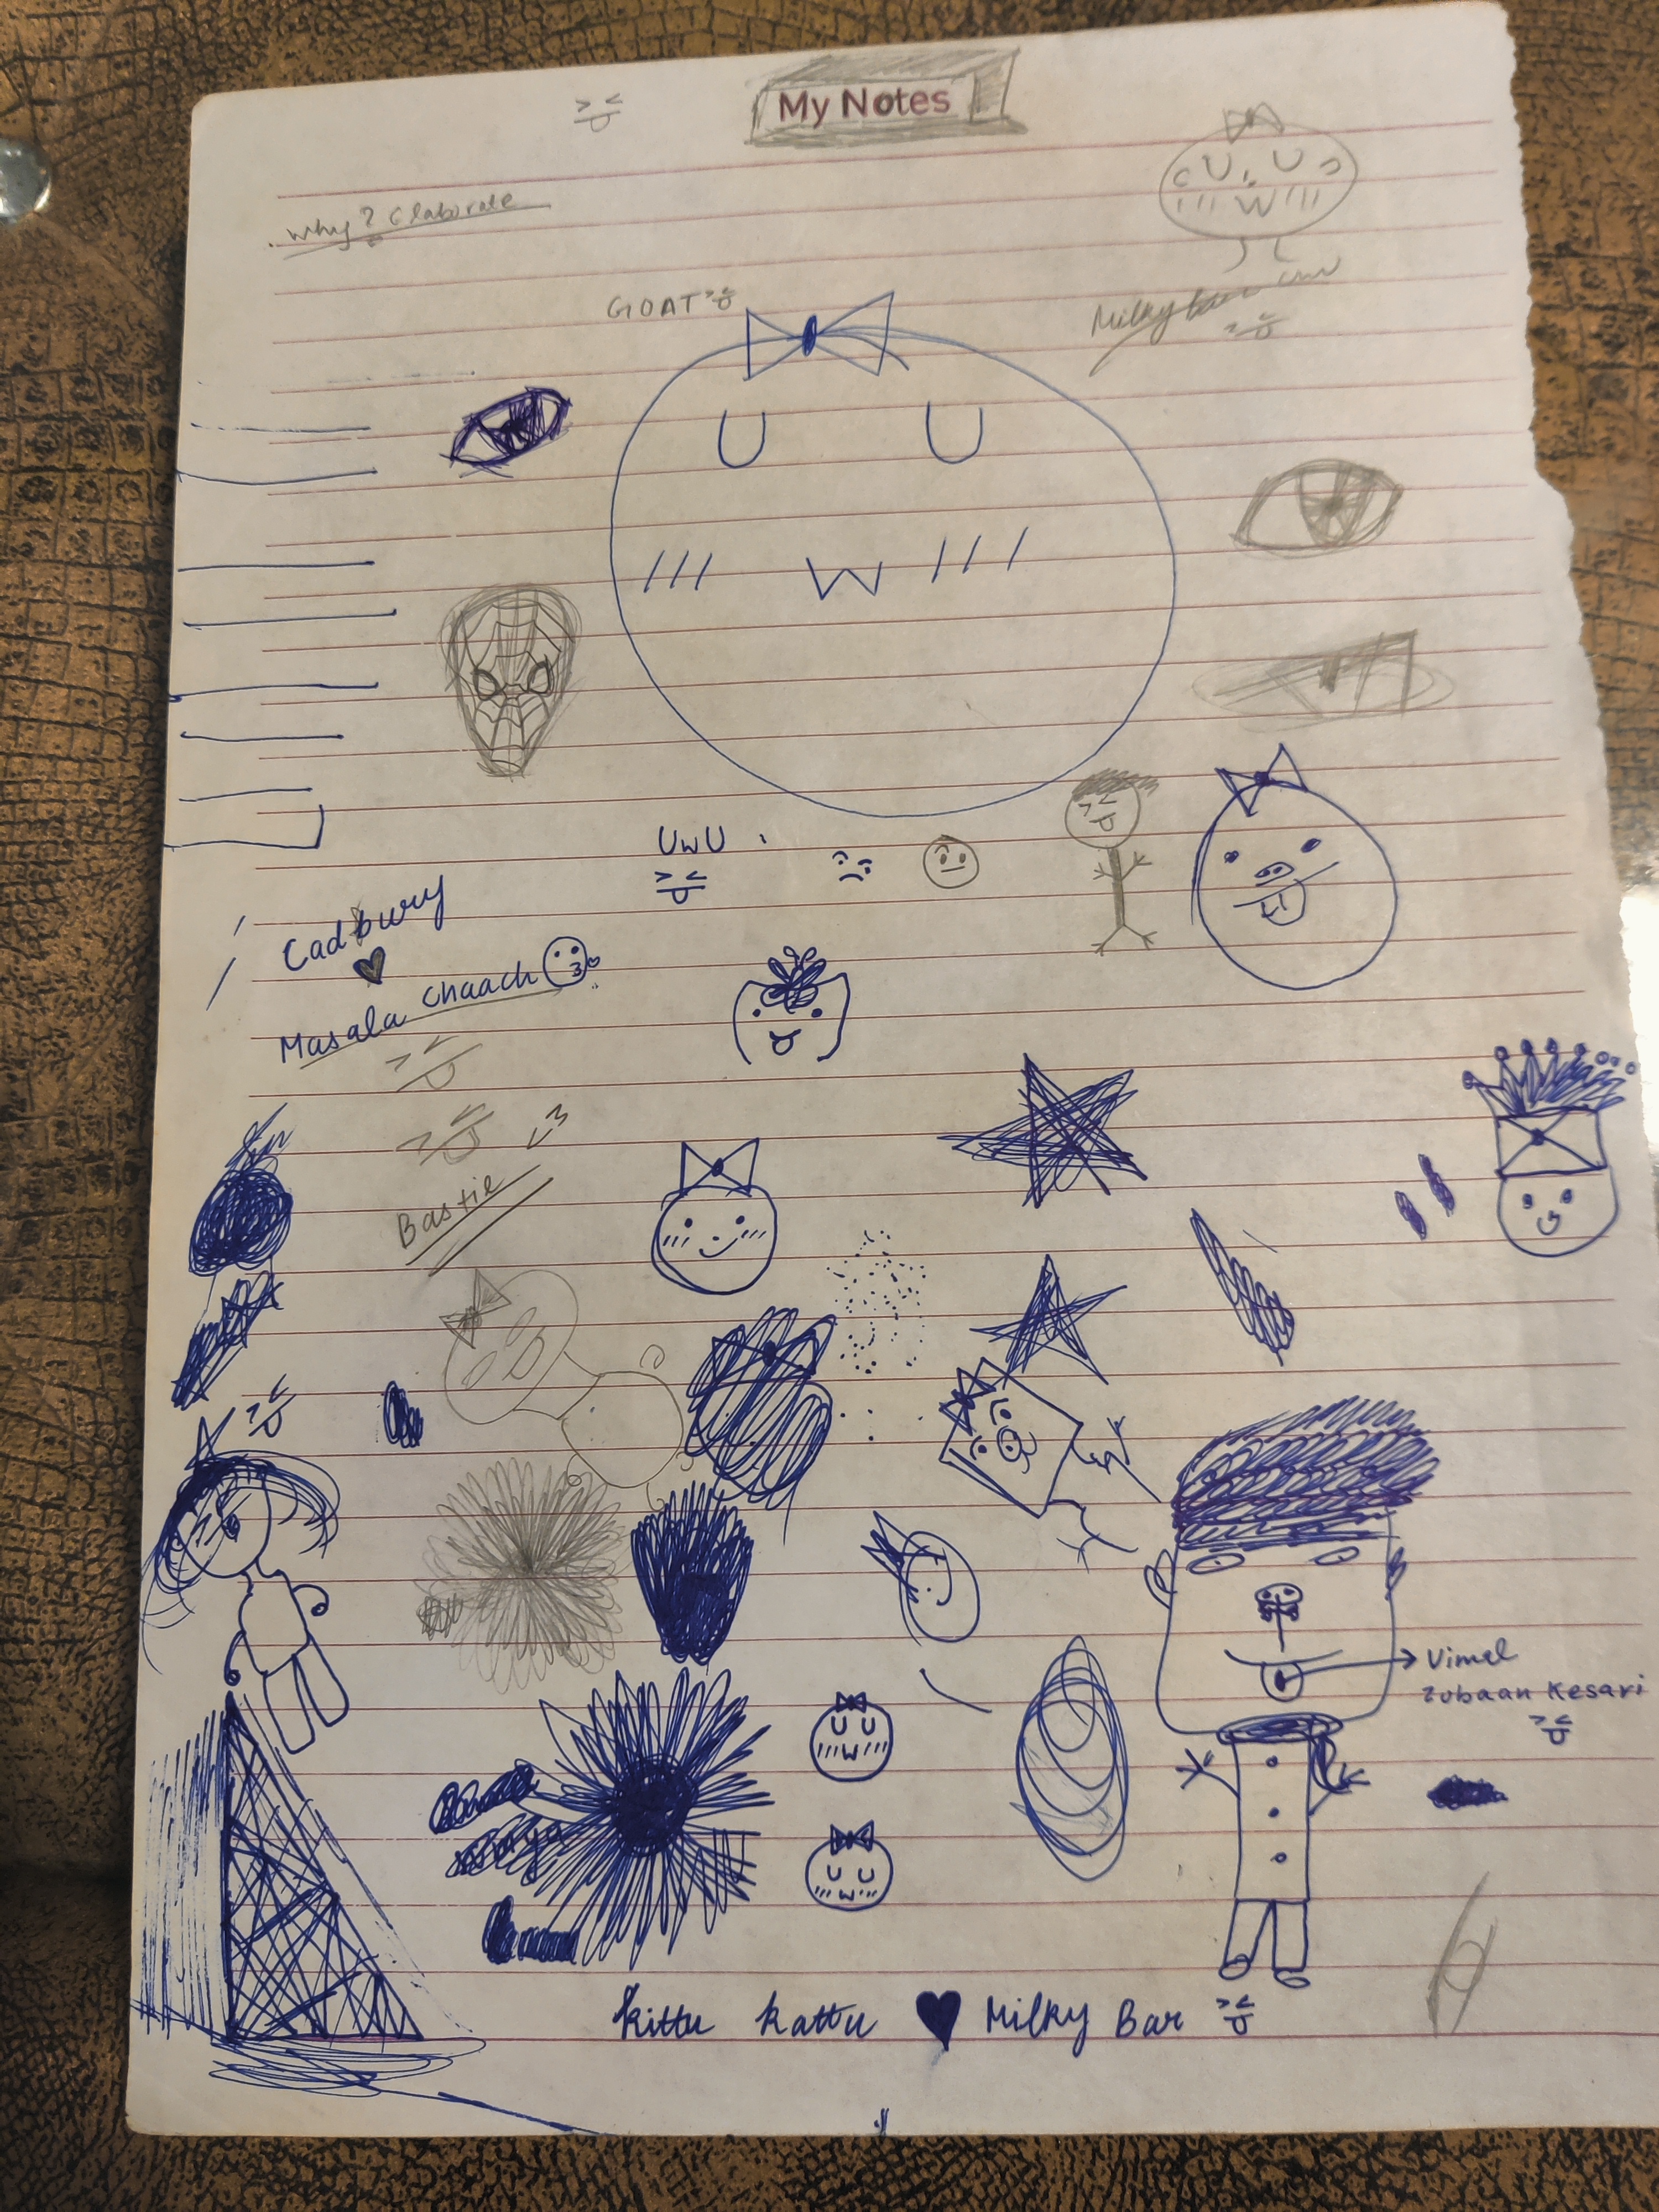 My Notes
Why? Elaborate
GOAT
Milky bar
UwU
Cadbury
Masala chaach
Bastie
Vimal
zubaan Kesari
Kittu Kattu ♥ Milky Bar